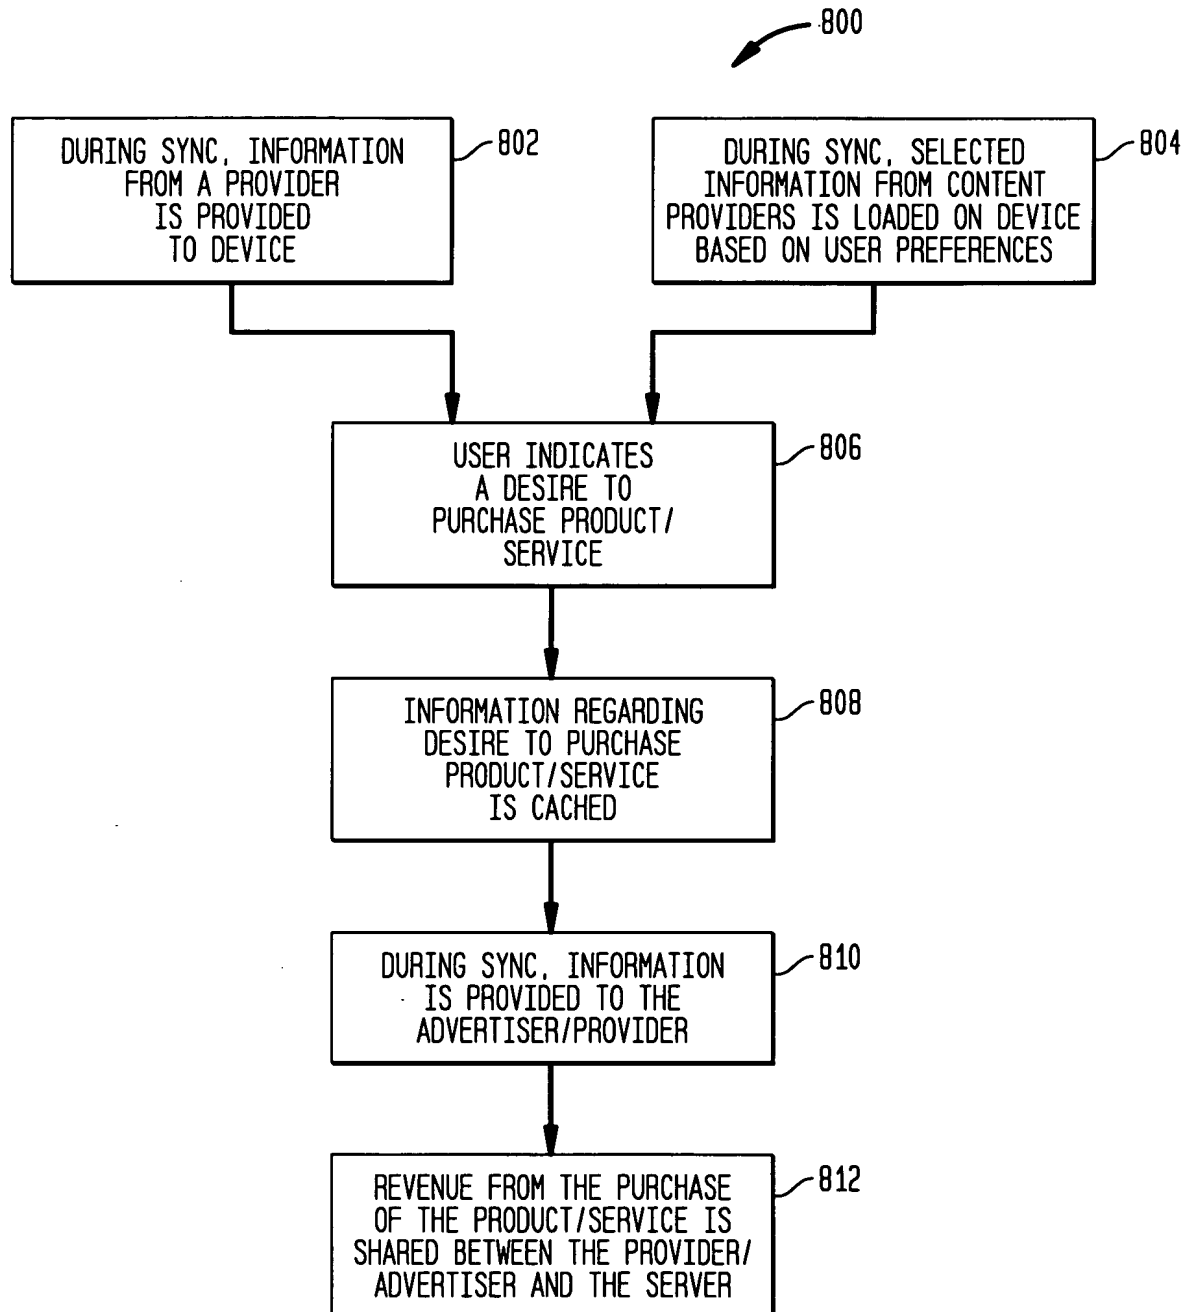 800
DURING SYNC, INFORMATION
FROM A PROVIDER
IS PROVIDED
TO DEVICE
802
DURING SYNC, SELECTED
INFORMATION FROM CONTENT
PROVIDERS IS LOADED ON DEVICE
BASED ON USER PREFERENCES
804
USER INDICATES
A DESIRE TO
PURCHASE PRODUCT/
SERVICE
806
INFORMATION REGARDING
DESIRE TO PURCHASE
PRODUCT/SERVICE
IS CACHED
808
DURING SYNC, INFORMATION
IS PROVIDED TO THE
ADVERTISER/PROVIDER
810
REVENUE FROM THE PURCHASE
OF THE PRODUCT/SERVICE IS
SHARED BETWEEN THE PROVIDER/
ADVERTISER AND THE SERVER
812